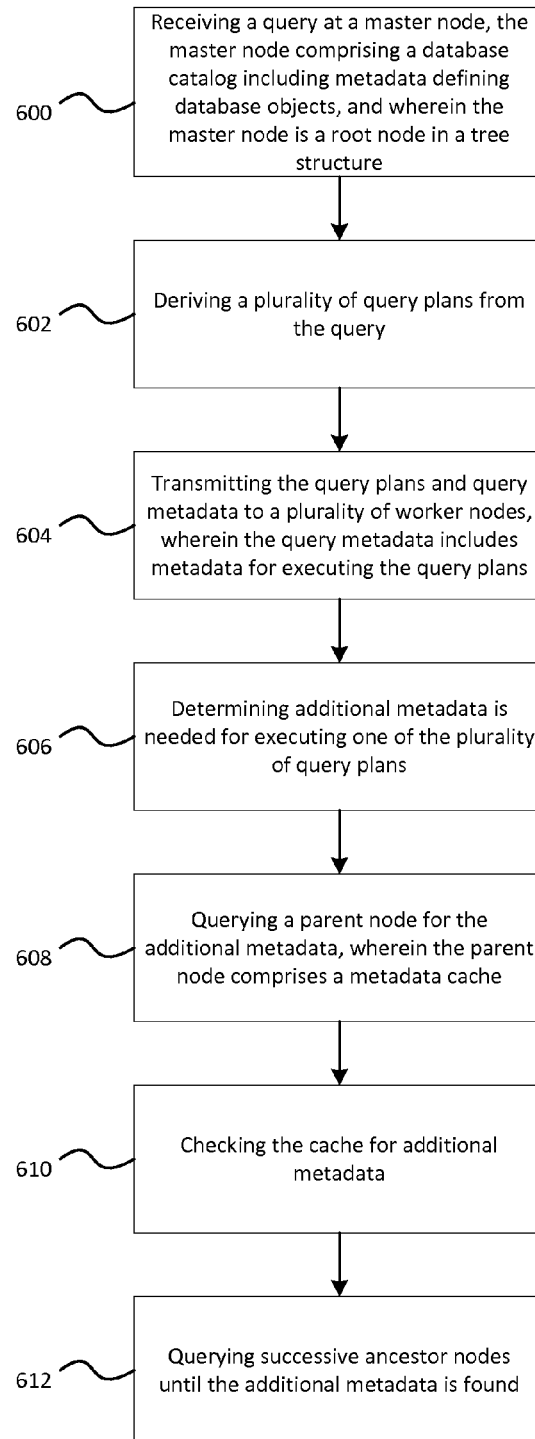 Receiving a query at a master node, the
master node comprising a database
catalog including metadata defining
database objects, and wherein the
master node is a root node in a tree
structure
600
Deriving a plurality of query plans from
the query
602
Transmitting the query plans and query
metadata to a plurality of worker nodes,
wherein the query metadata includes
metadata for executing the query plans
604
Determining additional metadata is
needed for executing one of the plurality
of query plans
606
Querying a parent node for the
additional metadata, wherein the parent
node comprises a metadata cache
608
Checking the cache for additional
metadata
610
Querying successive ancestor nodes
until the additional metadata is found
612